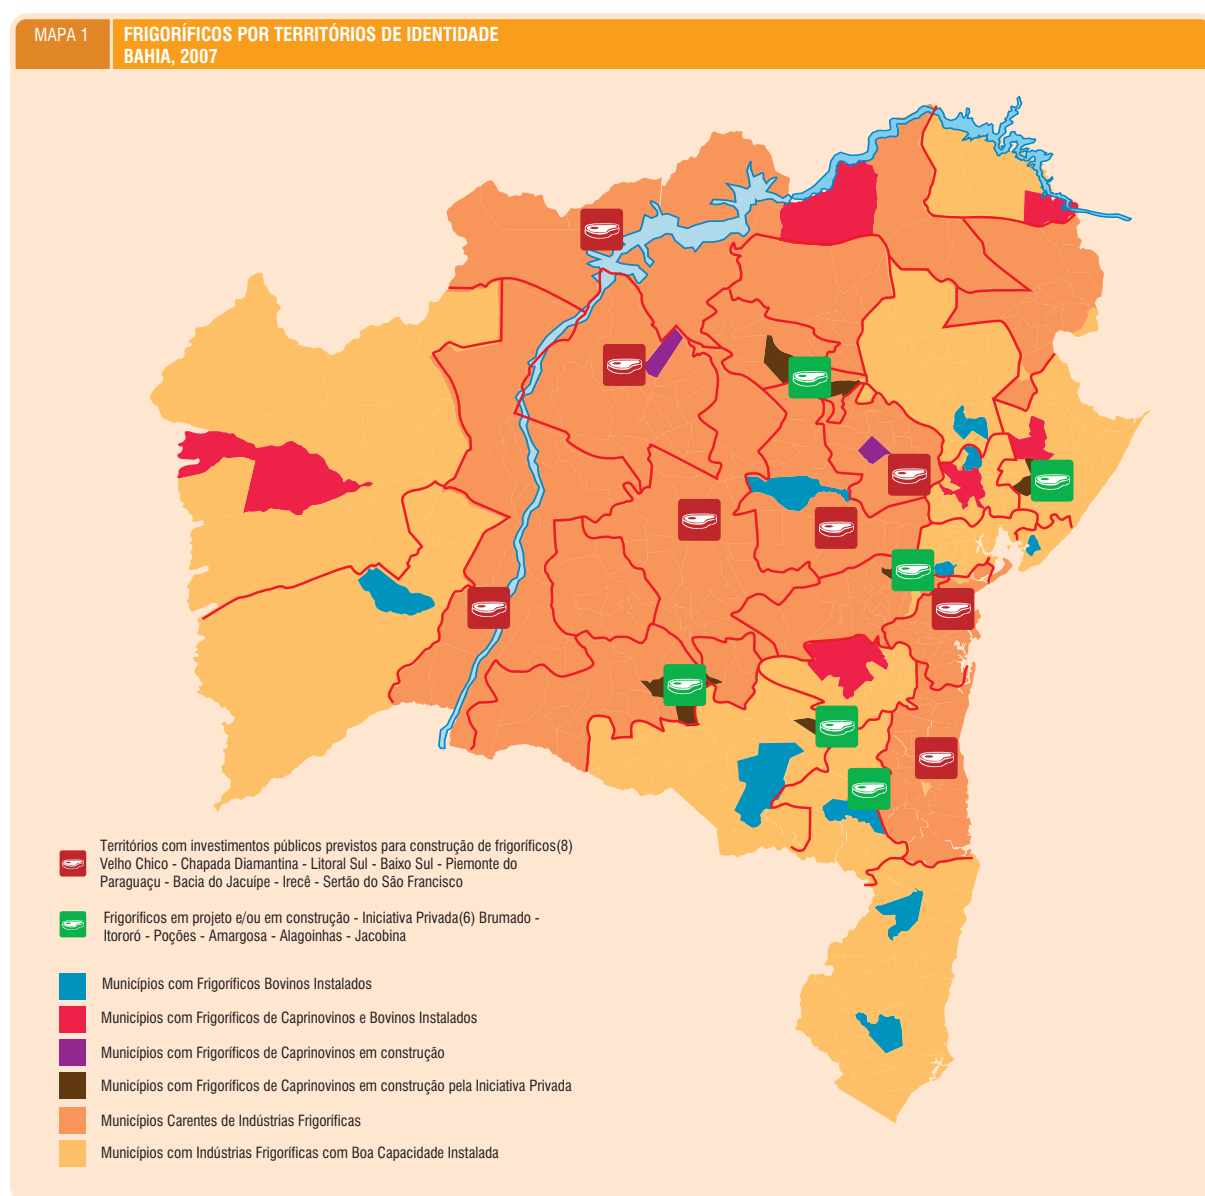 MAPA 1
FRIGORÍFICOS POR TERRITÓRIOS DE IDENTIDADE
BAHIA, 2007
Territórios com investimentos públicos previstos para construção de frigoríficos(8)
Velho Chico - Chapada Diamantina - Litoral Sul - Baixo Sul - Piemonte do
Paraguaçu - Bacia do Jacuípe - Irecê - Sertão do São Francisco
Frigoríficos em projeto e/ou em construção - Iniciativa Privada(6) Brumado -
Itororó - Poções - Amargosa - Alagoinhas - Jacobina
Municípios com Frigoríficos Bovinos Instalados
Municípios com Frigoríficos de Caprinovinos e Bovinos Instalados
Municípios com Frigoríficos de Caprinovinos em construção
Municípios com Frigoríficos de Caprinovinos em construção pela Iniciativa Privada
Municípios Carentes de Indústrias Frigoríficas
Municípios com Indústrias Frigoríficas com Boa Capacidade Instalada